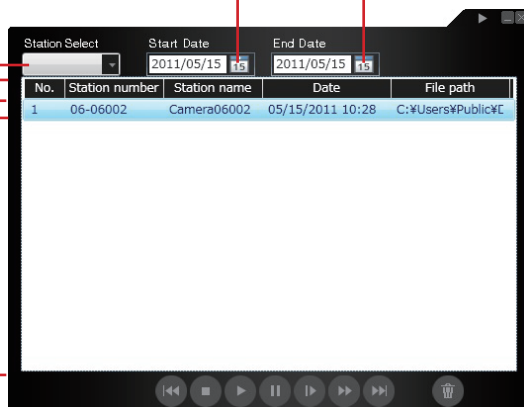 Station Select Start Date End Date
2011/05/15 15 2011/05/15 15
No. Station number Station name Date File path
1 06-06002 Camera06002 05/15/2011 10:28 C:¥Users¥Public¥D